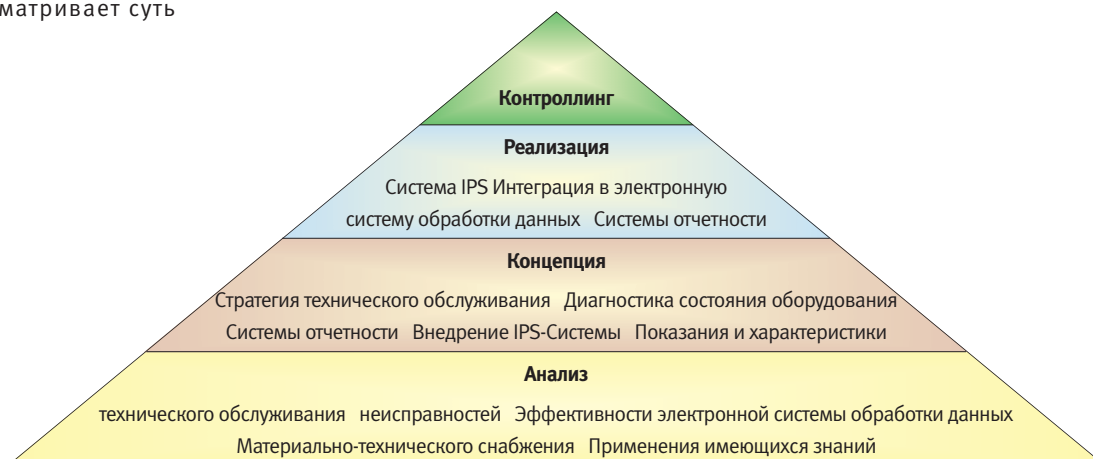 матривает суть
Контроллинг
Реализация
Система IPS Интеграция в электронную
систему обработки данных Системы отчетности
Концепция
Стратегия технического обслуживания Диагностика состояния оборудования
Системы отчетности Внедрение IPS-Системы Показания и характеристики
Анализ
технического обслуживания неисправностей Эффективности электронной системы обработки данных
Материально-технического снабжения Применения имеющихся знаний